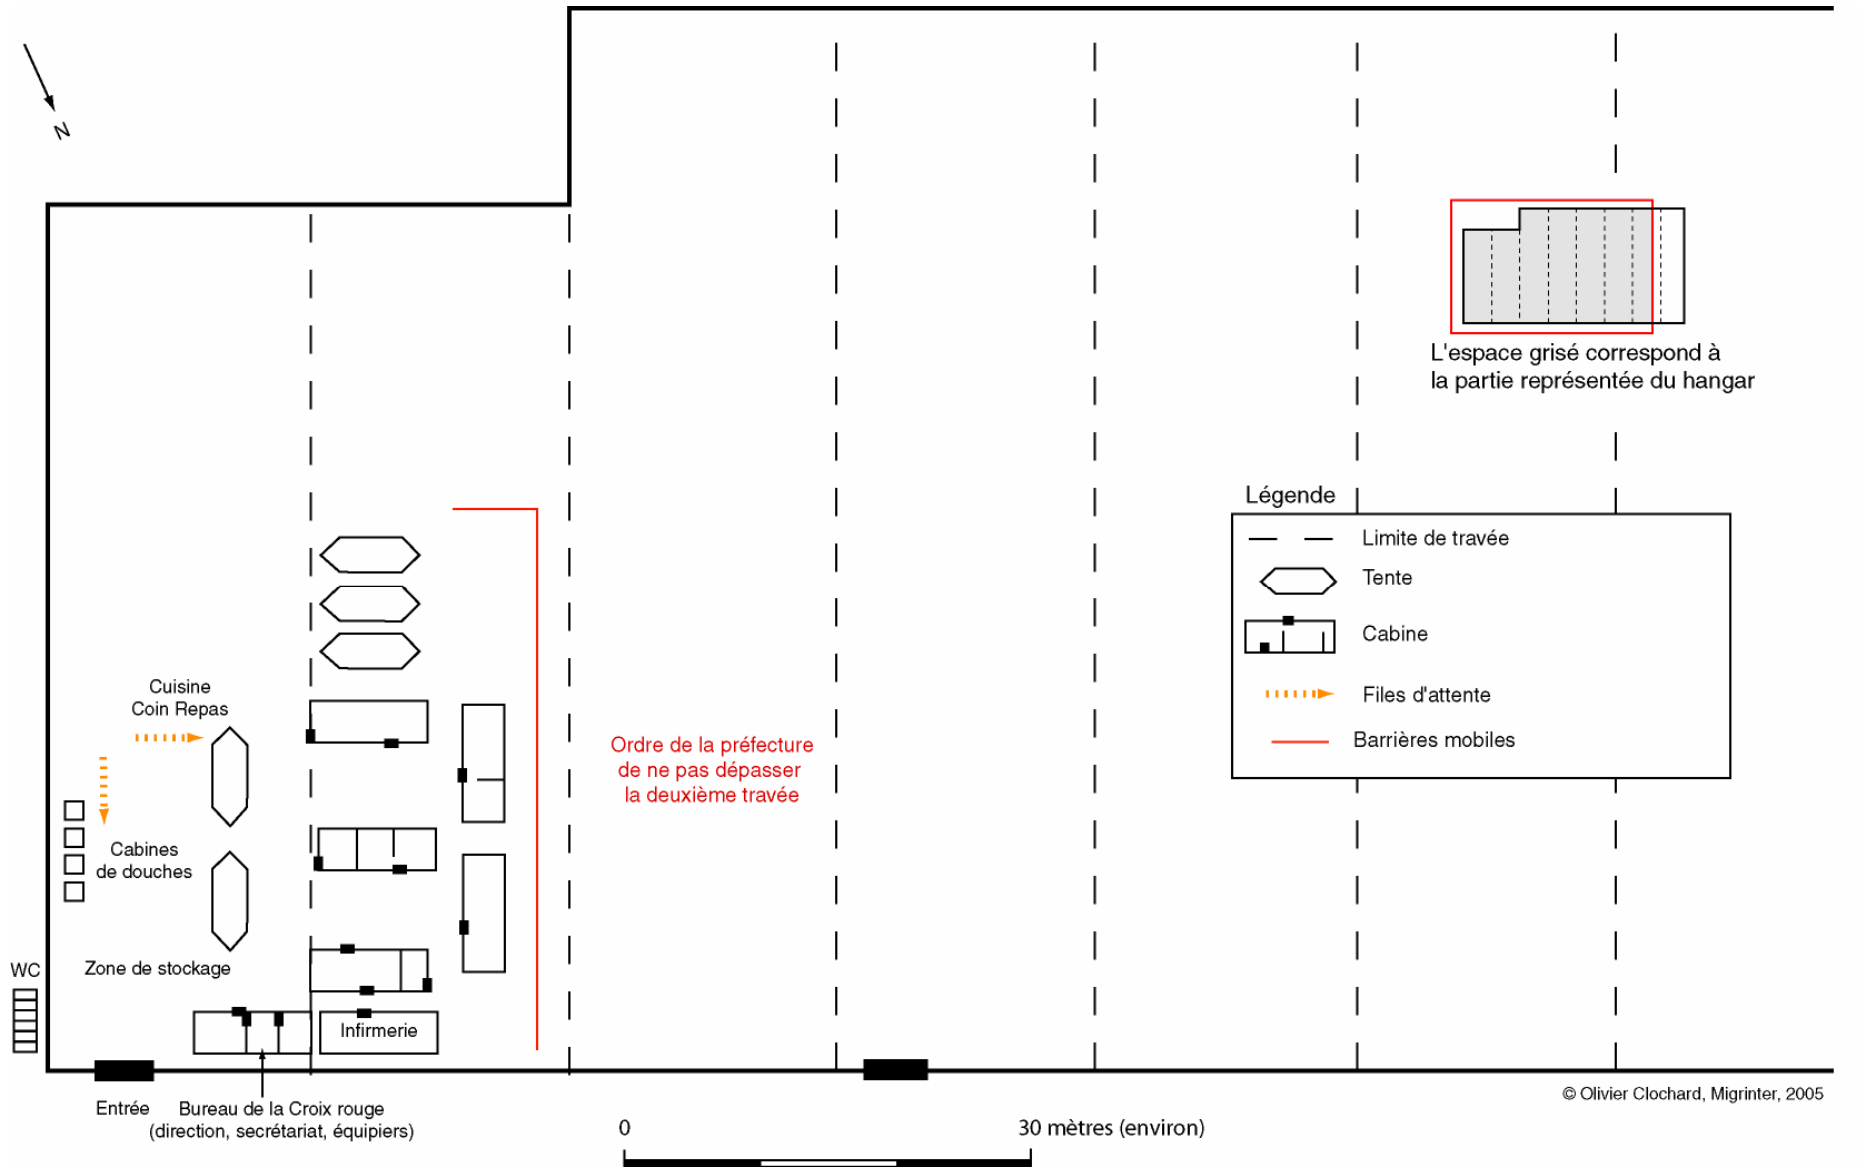 N
L'espace grisé correspond à
la partie représentée du hangar
Légende
Limite de travée
Tente
Cabine
Files d'attente
Barrières mobiles
Cuisine
Coin Repas
Ordre de la préfecture
de ne pas dépasser
la deuxième travée
Cabines
de douches
WC
Zone de stockage
Infirmerie
Entrée
Bureau de la Croix rouge
(direction, secrétariat, équipiers)
© Olivier Clochard, Migrinter, 2005
0
30 mètres (environ)